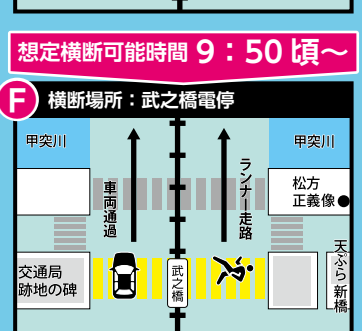 想定横断可能時間 9:50頃~
F 横断場所:武之橋電停
甲突川
甲突川
車両通過
ランナー走路
松方
正義像
交通局
跡地の碑
武之橋
天ぷら新橋